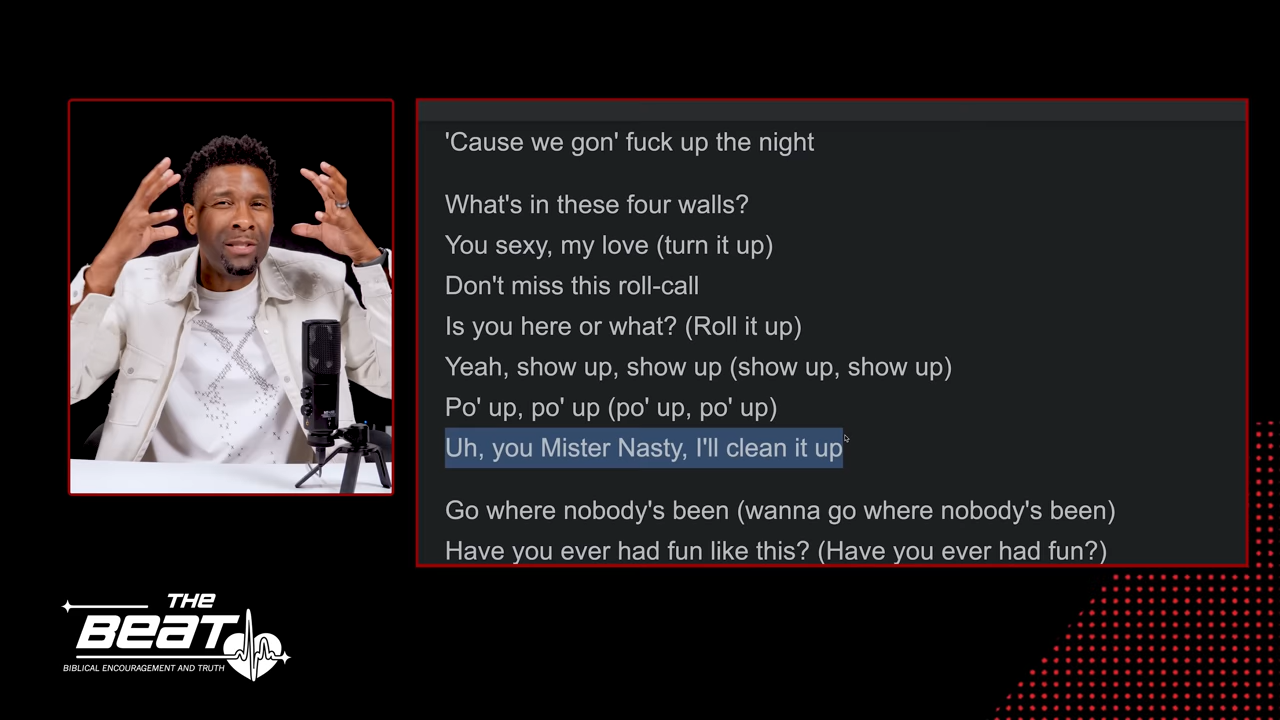 'Cause we gon' fuck up the night
What's in these four walls?
You sexy, my love (turn it up)
Don't miss this roll-call
Is you here or what? (Roll it up)
Yeah, show up, show up (show up, show up)
Po' up, po' up (po' up, po' up)
Uh, you Mister Nasty, I'll clean it up
Go where nobody's been (wanna go where nobody's been)
Have you ever had fun like this? (Have you ever had fun?)
THE
BEAT
BIBLICAL ENCOURAGEMENT AND TRUTH